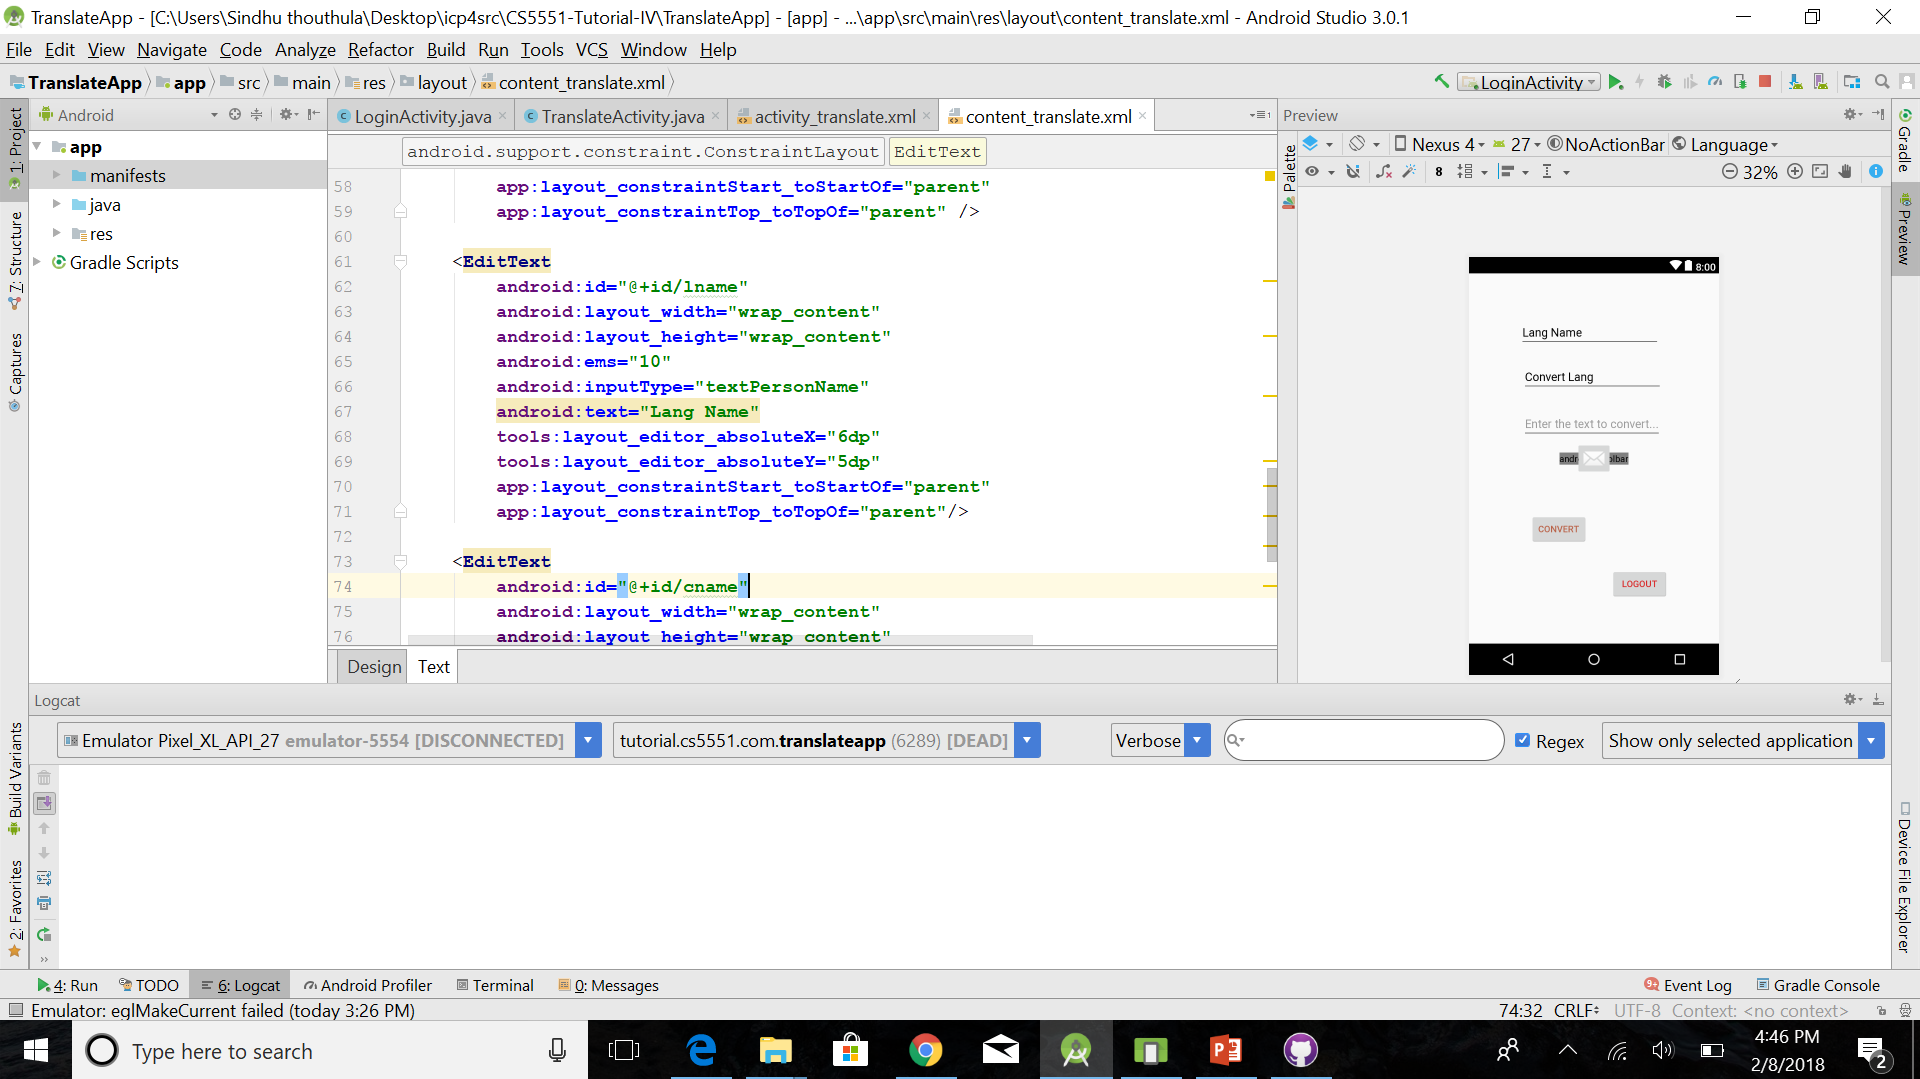 TranslateApp - [C:\Users\Sindhu thouthula\Desktop\icp4src\CS5551-Tutorial-IV\TranslateApp] - [app] - ...\app\src\main\res\layout\content_translate.xml - Android Studio 3.0.1
File Edit View Navigate Code Analyze Refactor Build Run Tools VCS Window Help
TranslateApp app src main res layout content_translate.xml
LoginActivity
Android
LoginActivity.java TranslateActivity.java activity_translate.xml content_translate.xml
Preview
1: Project
7: Structure
Captures
Build Variants
2: Favorites
app
manifests
java
res
Gradle Scripts
android.support.constraint.ConstraintLayout EditText
58 app:layout_constraintStart_toStartOf="parent"
59 app:layout_constraintTop_toTopOf="parent" />
60
61 <EditText
62 android:id="@+id/lname"
63 android:layout_width="wrap_content"
64 android:layout_height="wrap_content"
65 android:ems="10"
66 android:inputType="textPersonName"
67 android:text="Lang Name"
68 tools:layout_editor_absoluteX="6dp"
69 tools:layout_editor_absoluteY="5dp"
70 app:layout_constraintStart_toStartOf="parent"
71 app:layout_constraintTop_toTopOf="parent"/>
72
73 <EditText
74 android:id="@+id/cname"
75 android:layout_width="wrap_content"
76 android:layout_height="wrap_content"
Design Text
Palette
Nexus 4 27 NoActionBar Language
8 32%
8:00
Lang Name
Convert Lang
Enter the text to convert...
andr lbar
CONVERT
LOGOUT
Gradle
Preview
Device File Explorer
Logcat
Emulator Pixel_XL_API_27 emulator-5554 [DISCONNECTED] tutorial.cs5551.com.translateapp (6289) [DEAD] Verbose Regex Show only selected application
4: Run TODO 6: Logcat Android Profiler Terminal 0: Messages Event Log Gradle Console
Emulator: eglMakeCurrent failed (today 3:26 PM) 74:32 CRLF UTF-8 Context: <no context>
Type here to search
4:46 PM
2/8/2018
2